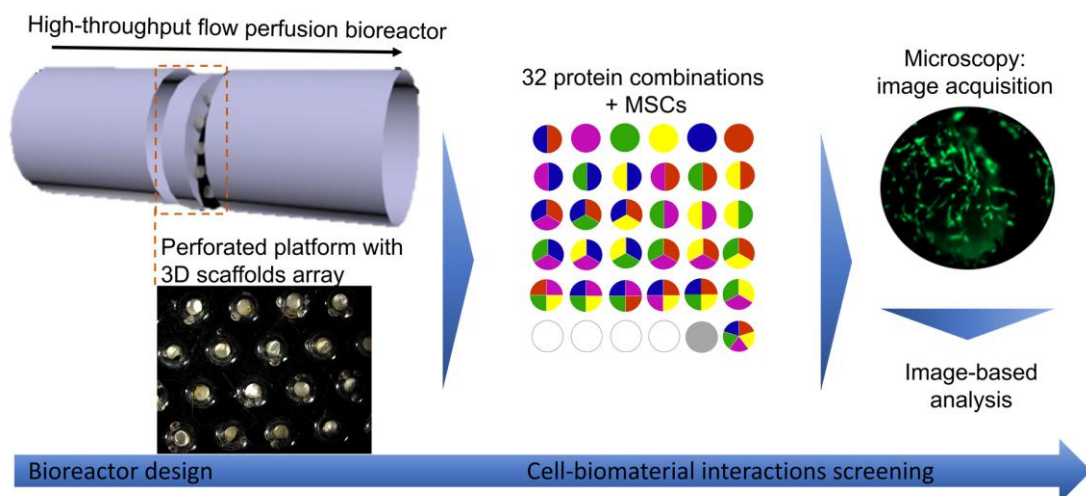 High-throughput flow perfusion bioreactor
Perforated platform with
3D scaffolds array
32 protein combinations
+ MSCs
Microscopy:
image acquisition
Image-based
analysis
Bioreactor design
Cell-biomaterial interactions screening